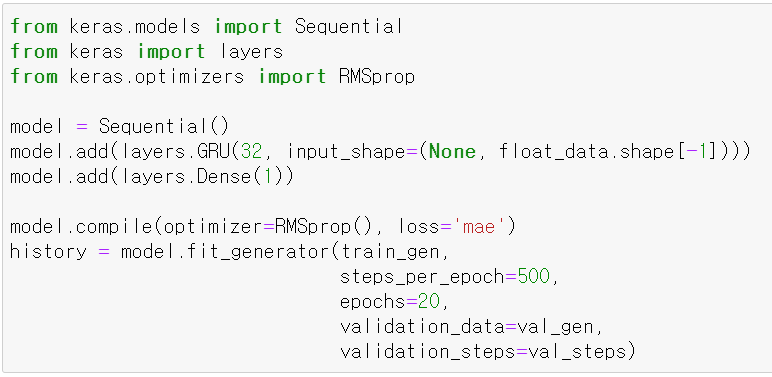 from keras.models import Sequential
from keras import layers
from keras.optimizers import RMSprop

model = Sequential()
model.add(layers.GRU(32, input_shape=(None, float_data.shape[-1])))
model.add(layers.Dense(1))

model.compile(optimizer=RMSprop(), loss='mae')
history = model.fit_generator(train_gen,
                              steps_per_epoch=500,
                              epochs=20,
                              validation_data=val_gen,
                              validation_steps=val_steps)